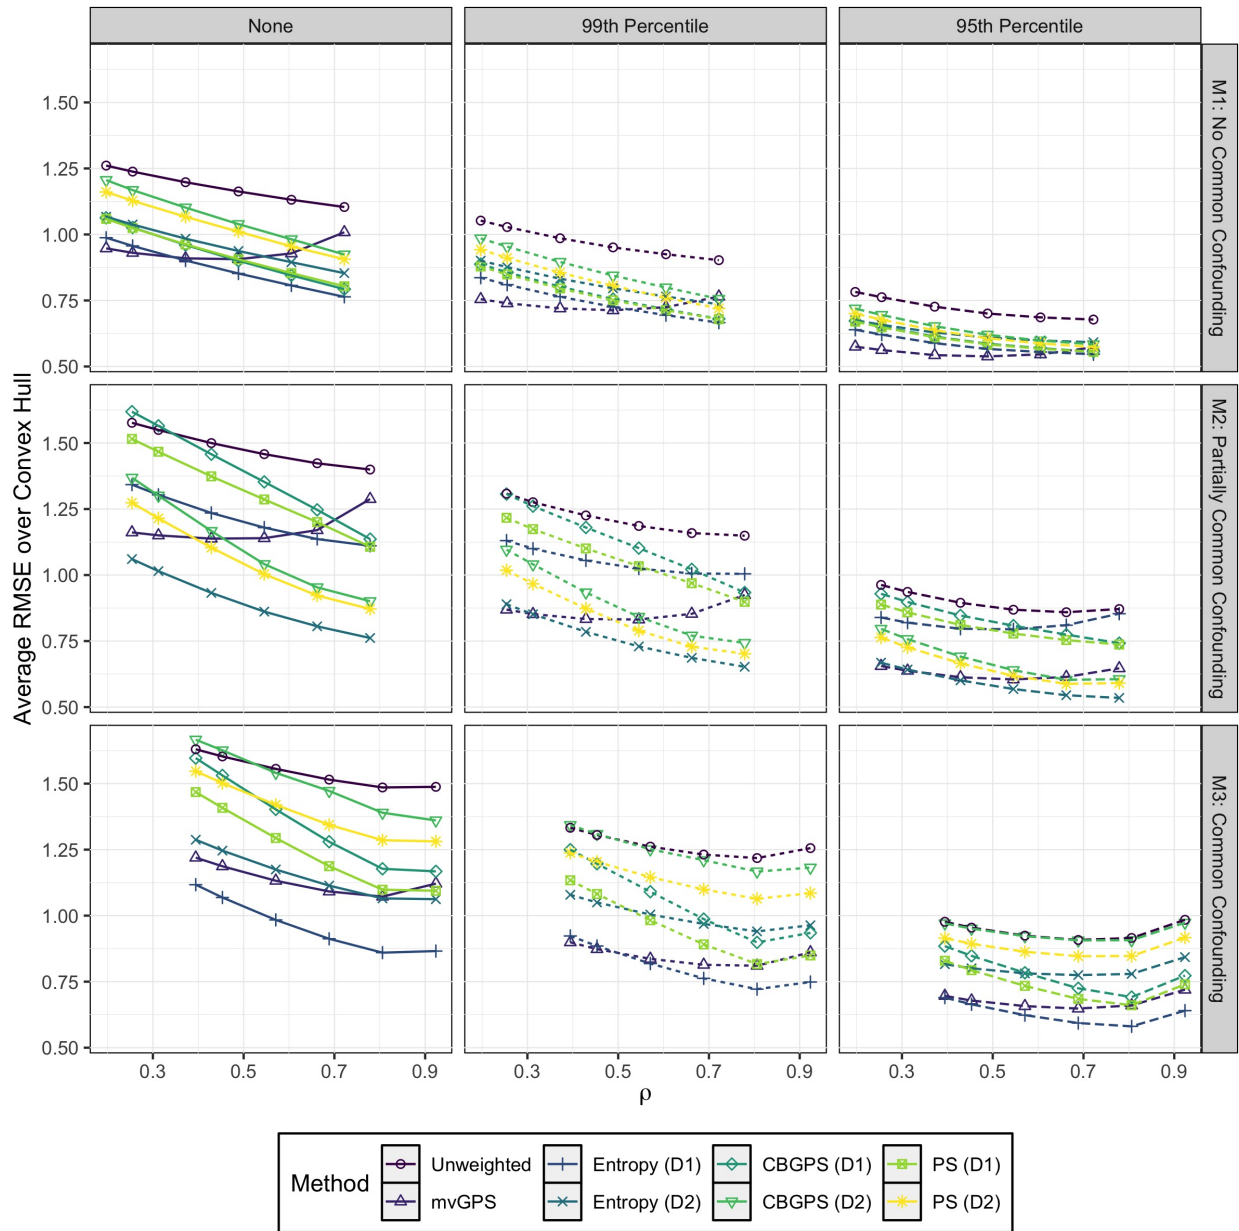 None
99th Percentile
95th Percentile
Average RMSE over Convex Hull
1.50
1.25
1.00
0.75
0.50
M1: No Common Confounding
1.50
1.25
1.00
0.75
0.50
M2: Partially Common Confounding
1.50
1.25
1.00
0.75
0.50
M3: Common Confounding
0.3 0.5 0.7 0.9
0.3 0.5 0.7 0.9
0.3 0.5 0.7 0.9
ρ
Method
Unweighted
Entropy (D1)
CBGPS (D1)
PS (D1)
mvGPS
Entropy (D2)
CBGPS (D2)
PS (D2)